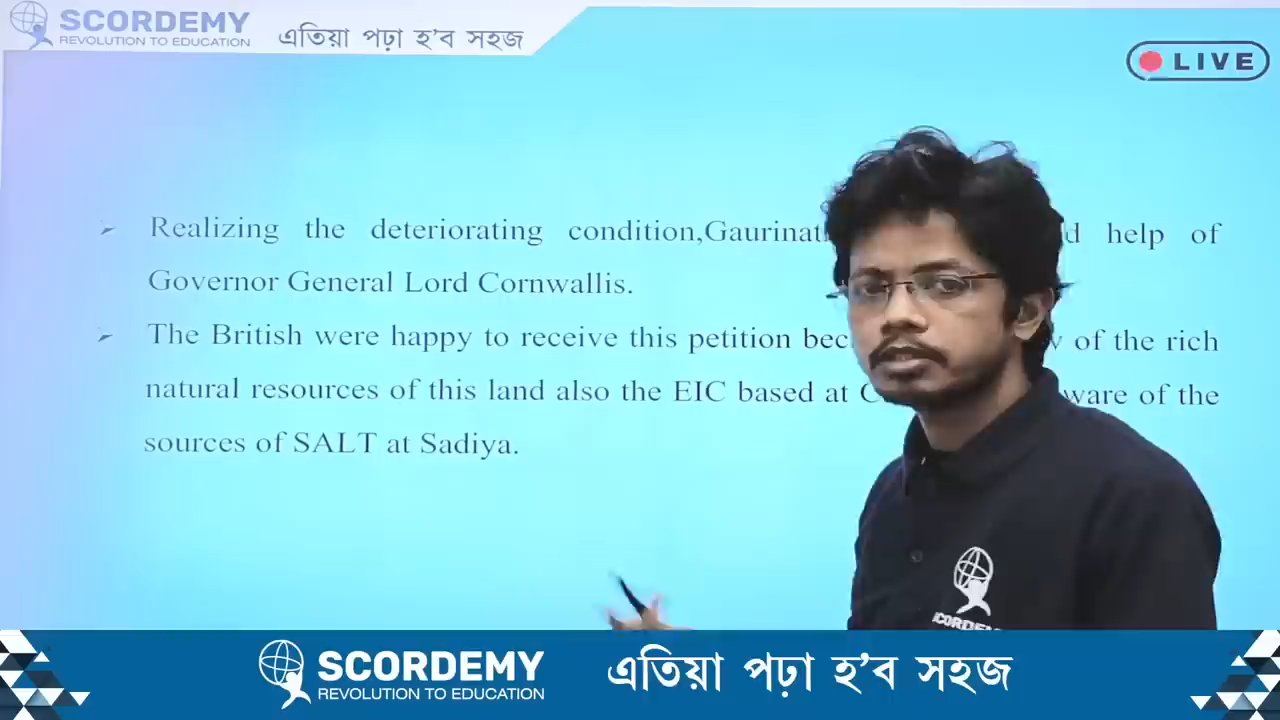 SCORDEMY
REVOLUTION TO EDUCATION
এতিয়া পঢ়া হ'ব সহজ
LIVE
Realizing the deteriorating condition,Gaurinat help of
Governor General Lord Cornwallis.
The British were happy to receive this petition bec of the rich
natural resources of this land also the EIC based at ware of the
sources of SALT at Sadiya.
SCORDEMY
REVOLUTION TO EDUCATION
এতিয়া পঢ়া হ'ব সহজ